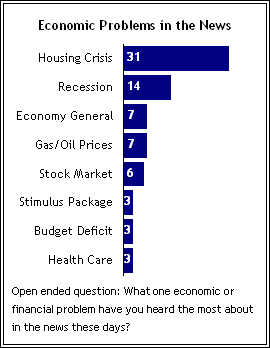 Economic Problems in the News
Housing Crisis 31
Recession 14
Economy General 7
Gas/Oil Prices 7
Stock Market 6
Stimulus Package 3
Budget Deficit 3
Health Care 3
Open ended question: What one economic or
financial problem have you heard the most about
in the news these days?